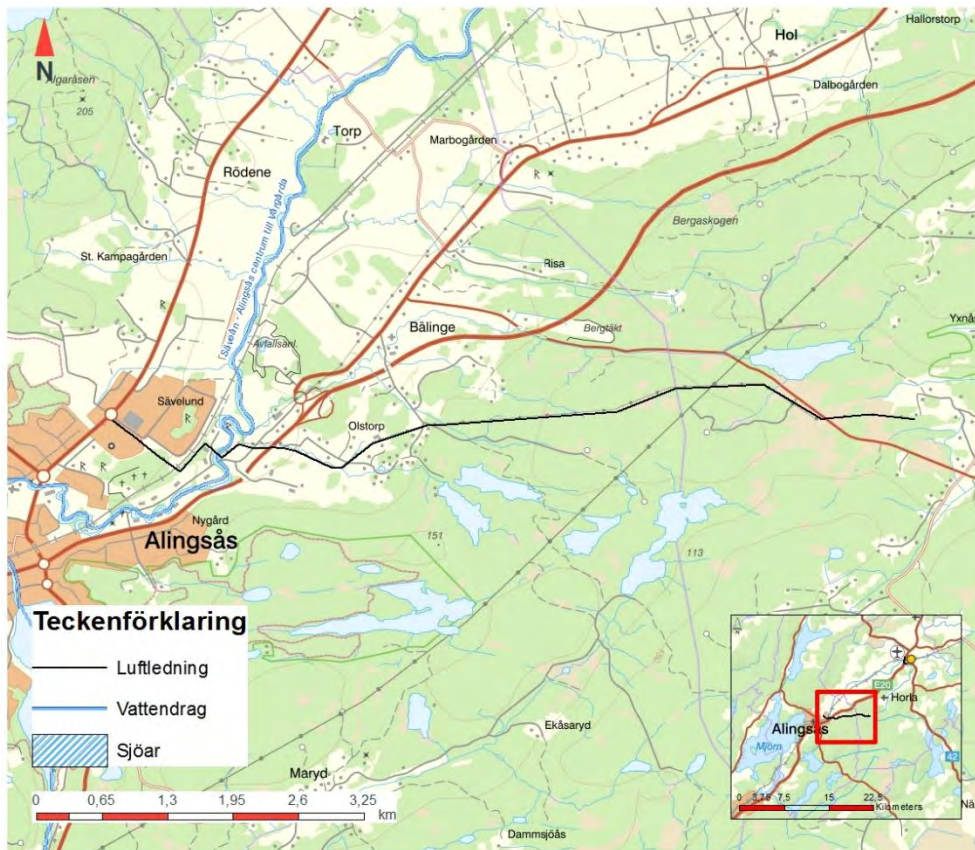 Hallorstorp
Hol
N
Älgaråsen
205
Dalbogården
Torp
Marbogården
Rödene
R
Säveån - Alingsås centrum till Vårgårda
Bergaskogen
St. Kampagården
Risa
R
Yxnås
Bälinge
Bergtäkt
Avfallsanl.
Sävelund
R
Olstorp
R R
Nygård
Alingsås
151
113
Teckenförklaring
Luftledning
Vattendrag
Sjöar
E20
Horla
Alingsås
Mjörn
42
Ekåsaryd
Maryd
0 3,75 7,5 15 22,5
Kilometers
Nä
0 0,65 1,3 1,95 2,6 3,25
km
Dammsjöås